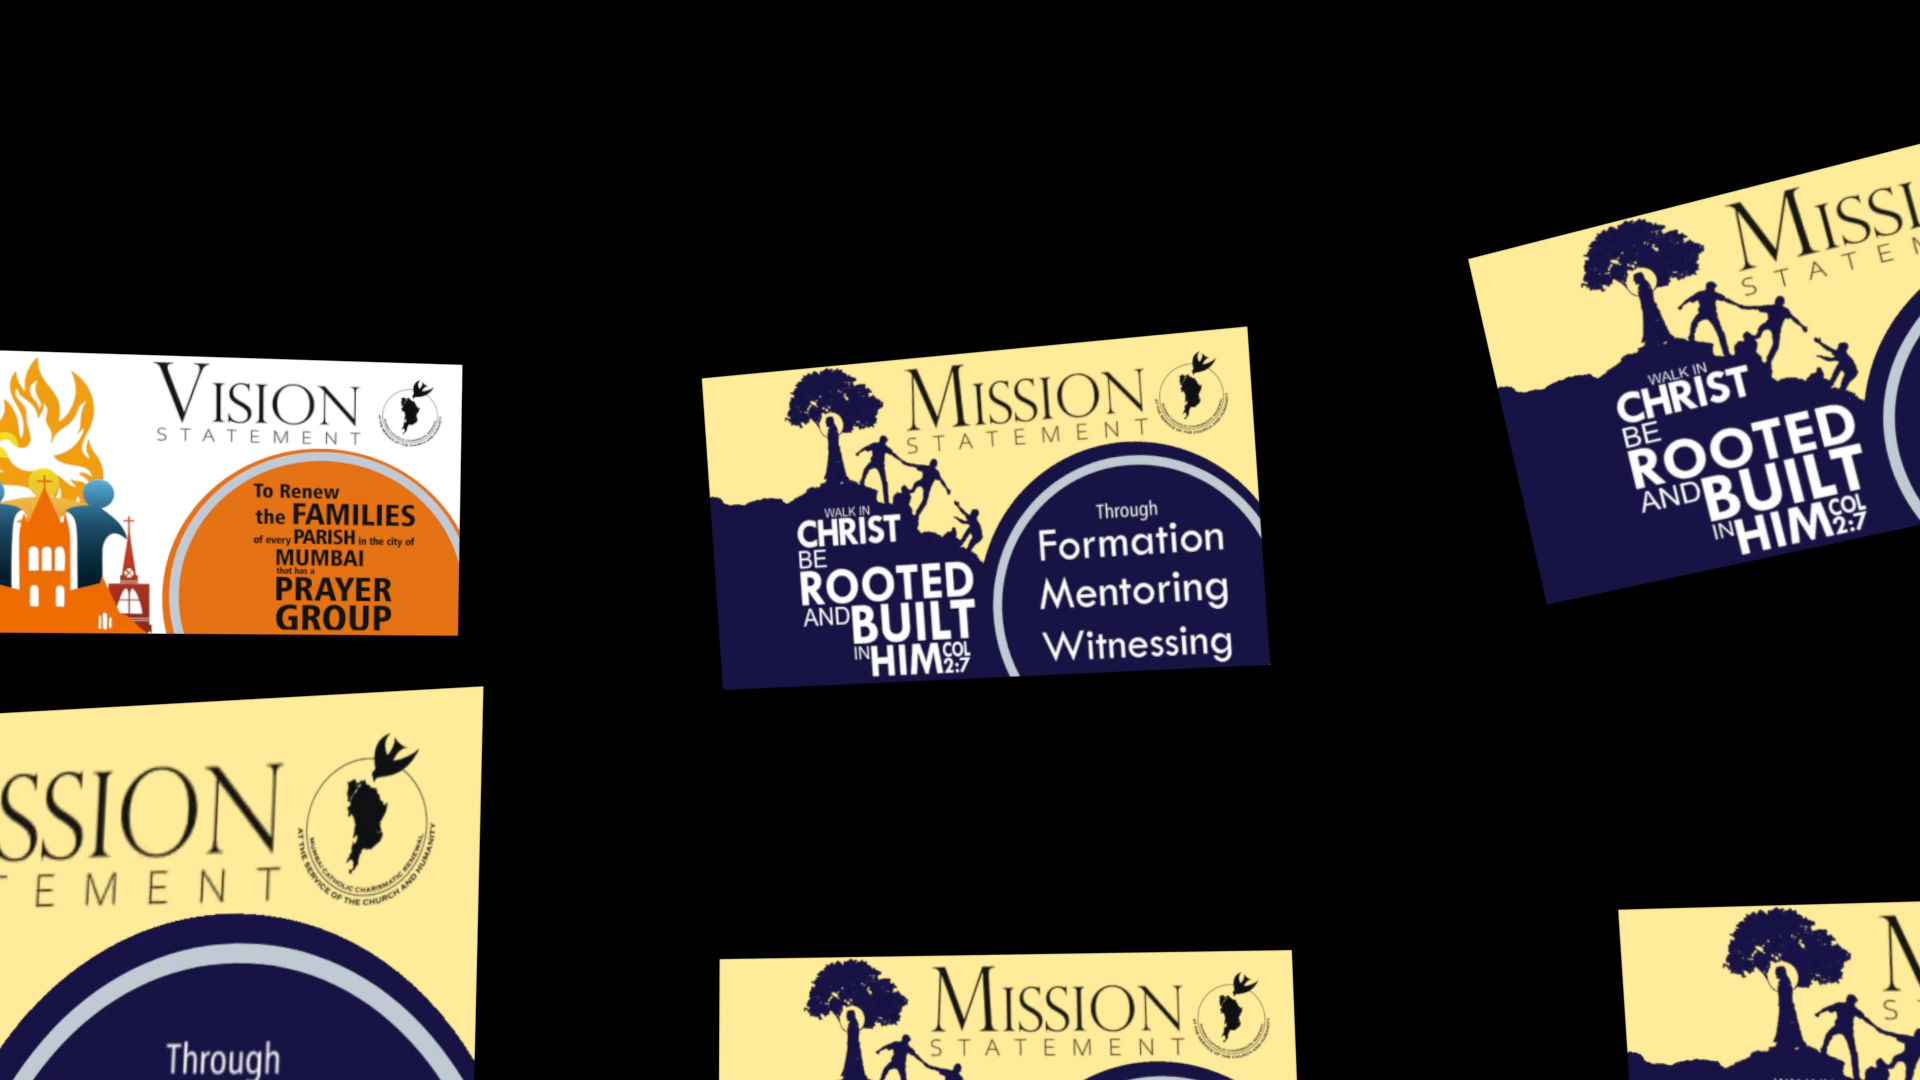 VISION
STATEMENT
To Renew
the FAMILIES
of every PARISH in the city of
MUMBAI
that has a
PRAYER
GROUP
MISSION
STATEMENT
WALK IN
CHRIST
BE
ROOTED
AND BUILT
IN HIM COL
2:7
Through
Formation
Mentoring
Witnessing
MISSI
STATEM
WALK IN
CHRIST
BE
ROOTED
AND BUILT
IN HIM COL
2:7
SSION
TEMENT
MUMBAI CATHOLIC CHARISMATIC RENEWAL
AT THE SERVICE OF THE CHURCH AND HUMANITY
Through
MISSION
STATEMENT
M
S